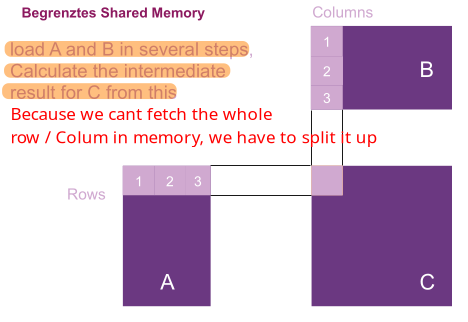 Begrenztes Shared Memory
load A and B in several steps,
Calculate the intermediate
result for C from this
Because we cant fetch the whole
row / Colum in memory, we have to split it up
Columns
1
2
3
B
Rows
1 2 3
A
C